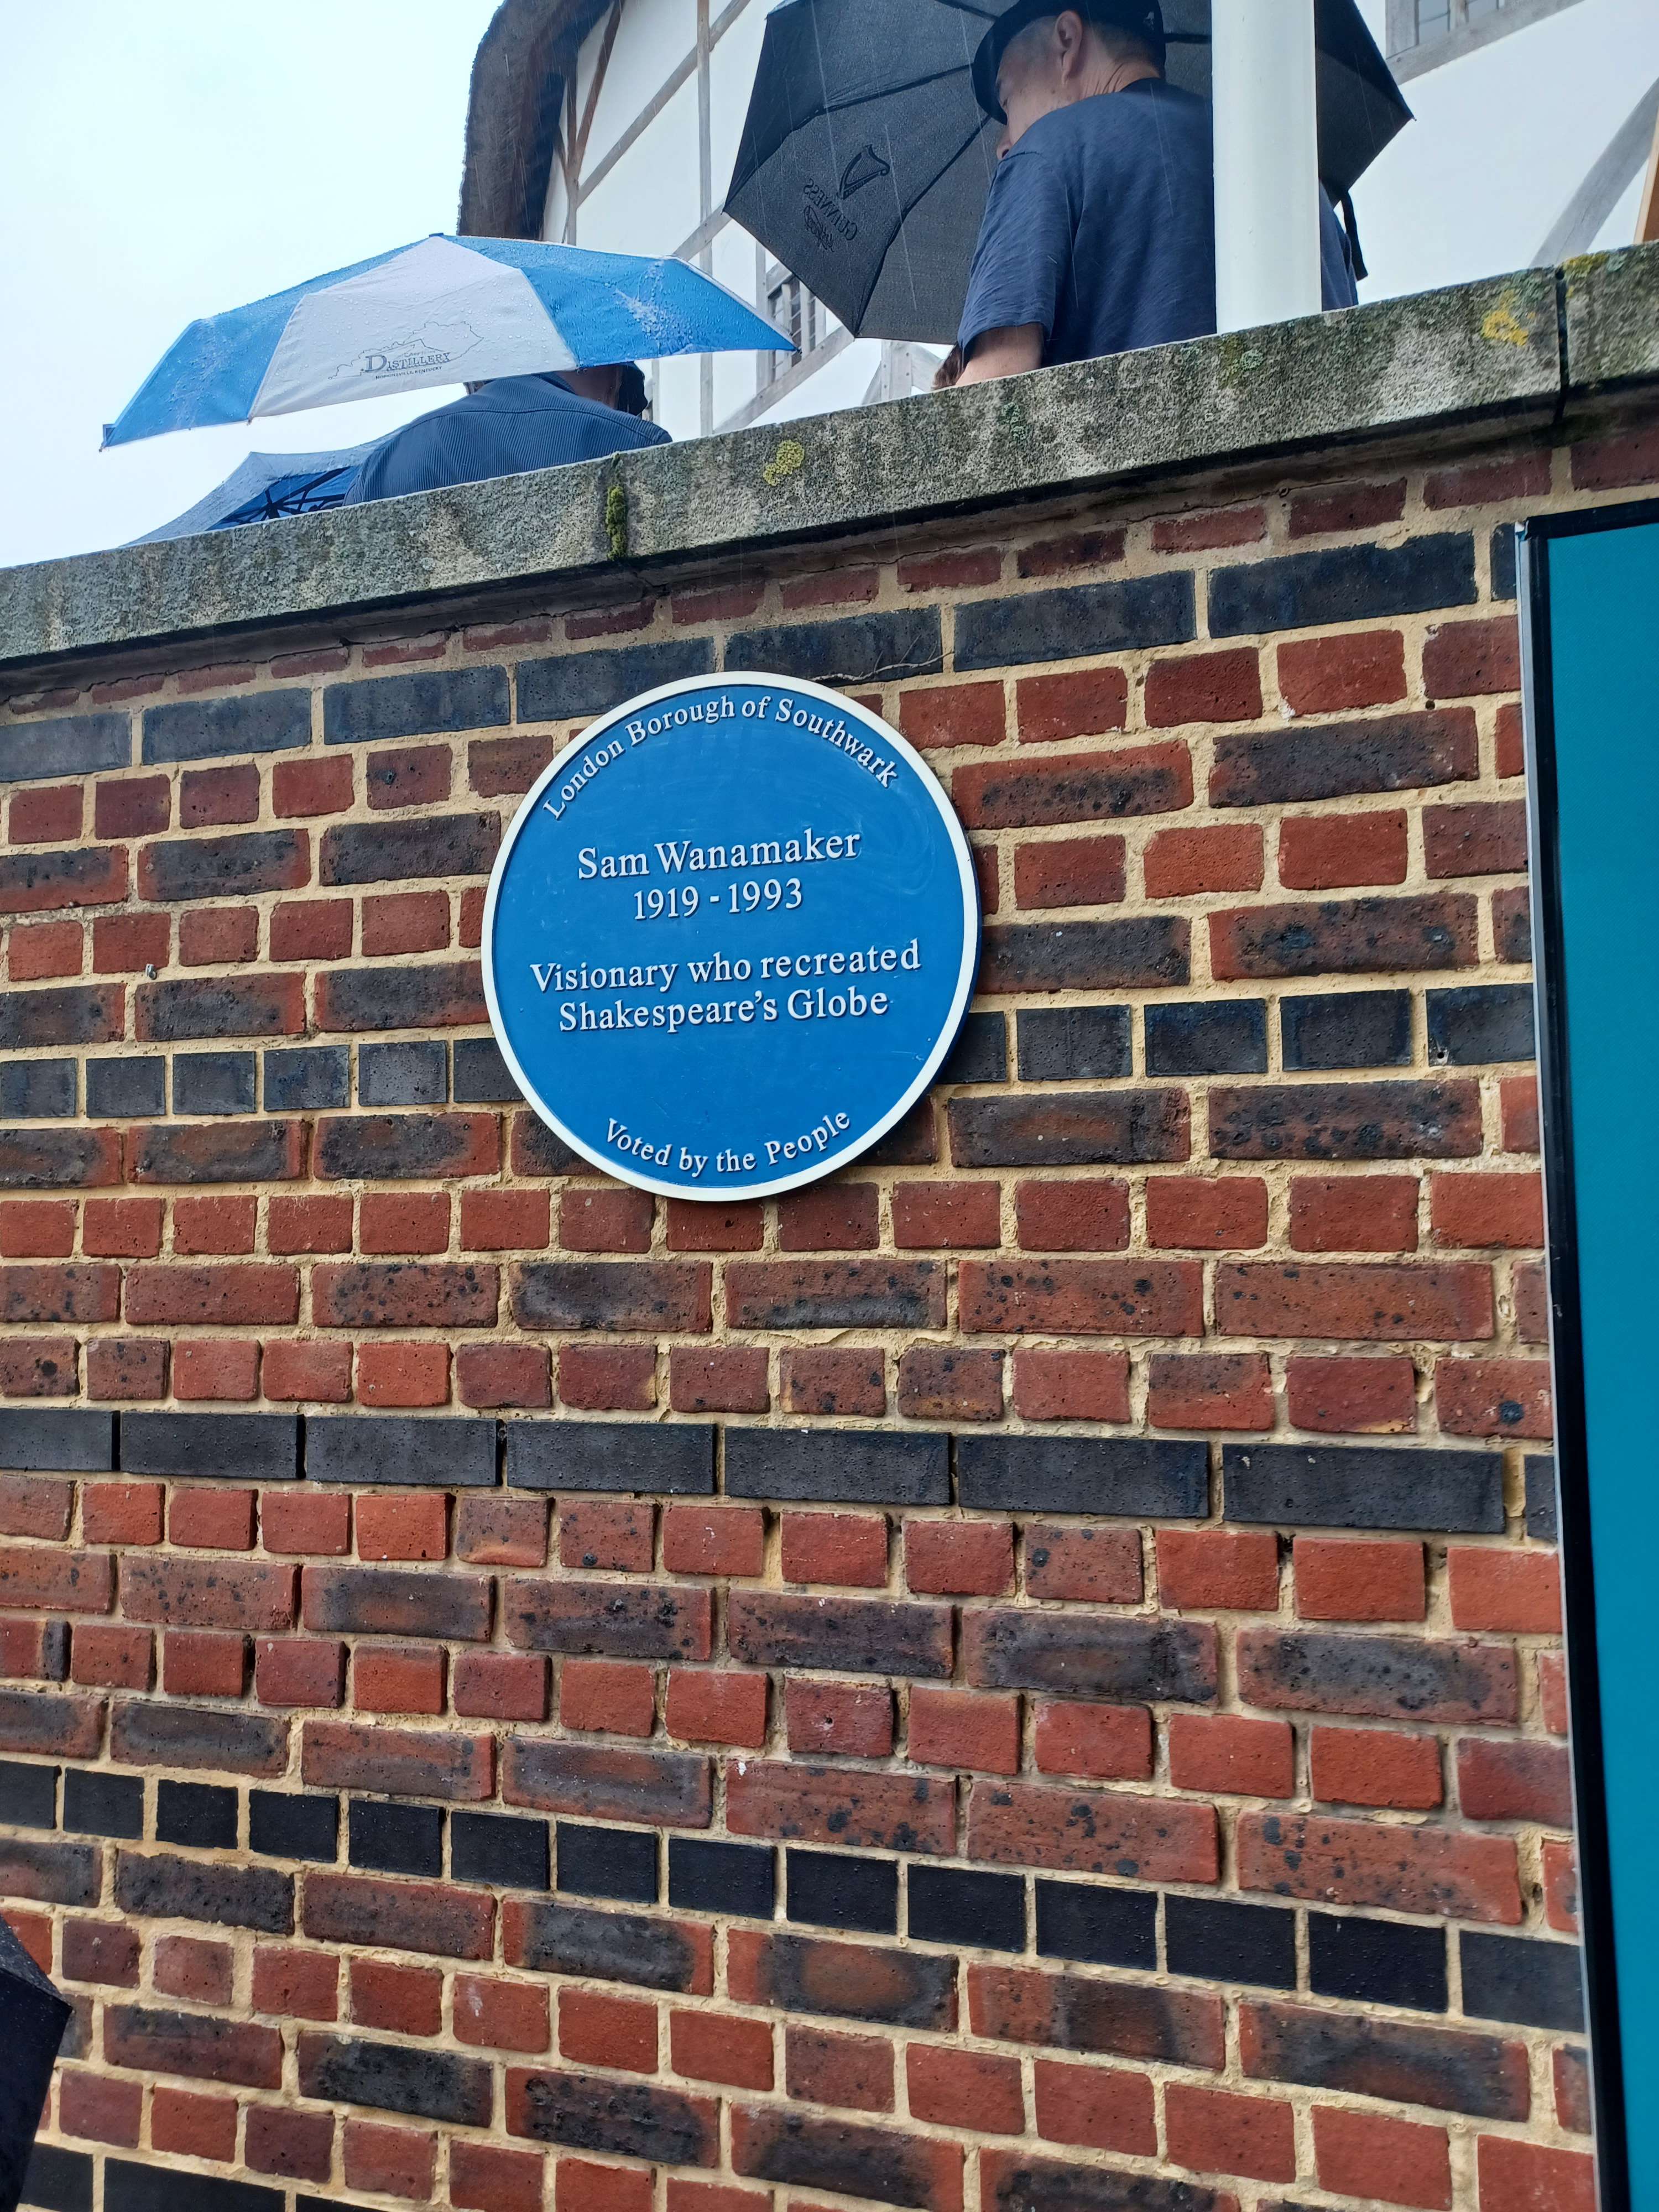 GUINNESS
DISTILLERY
London Borough of Southwark
Sam Wanamaker
1919 - 1993
Visionary who recreated
Shakespeare's Globe
Voted by the People